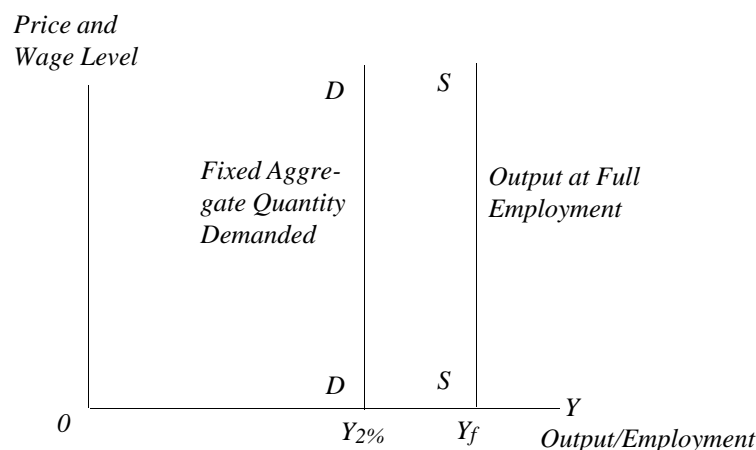 Price and
Wage Level
D
S
Fixed Aggre-
gate Quantity
Demanded
Output at Full
Employment
D
S
0
Y2%
Yf
Y
Output/Employment